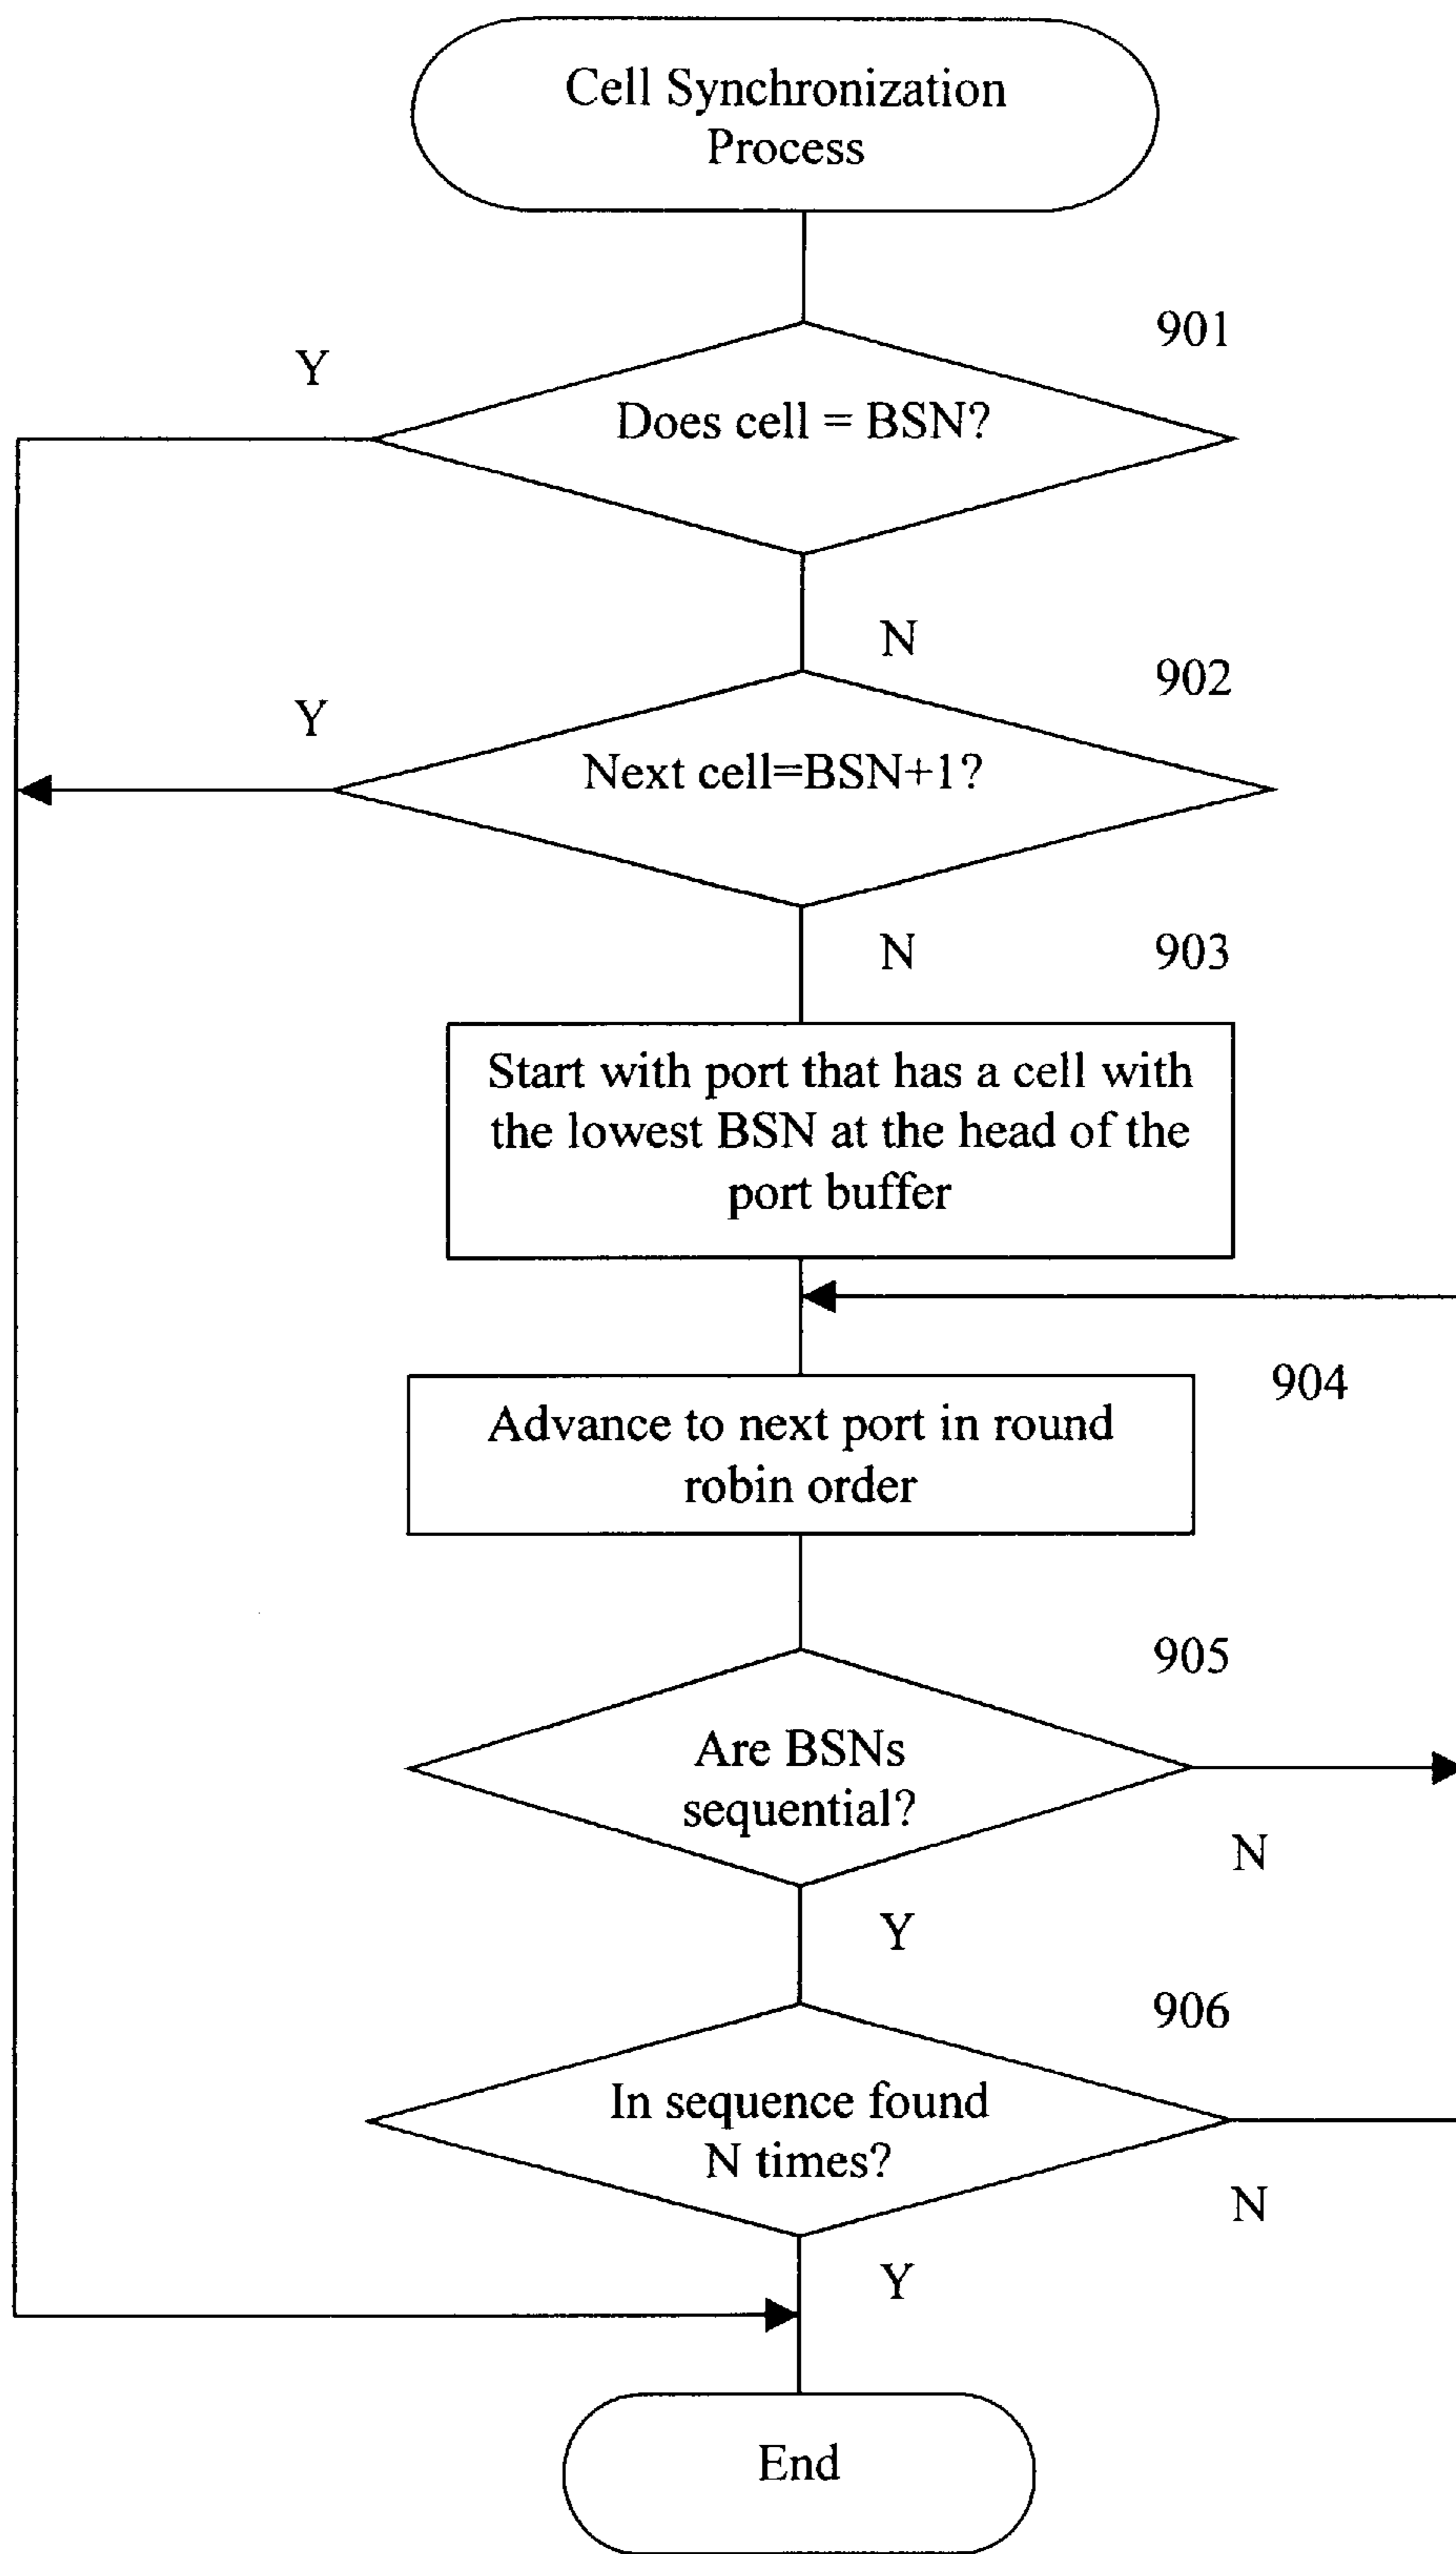 Cell Synchronization
Process
901
Y
Does cell = BSN?
N
902
Y
Next cell=BSN+1?
N
903
Start with port that has a cell with
the lowest BSN at the head of the
port buffer
904
Advance to next port in round
robin order
905
Are BSNs
sequential?
N
Y
906
In sequence found
N times?
N
Y
End